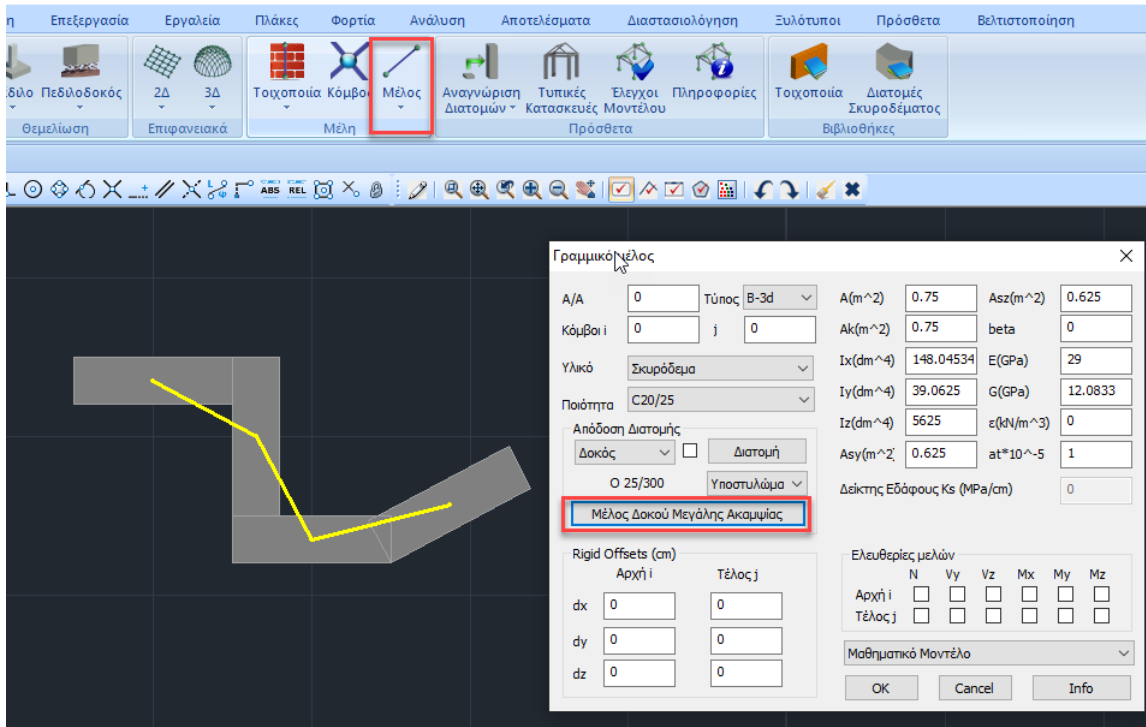 η Επεξεργασία Εργαλεία Πλάκες Φορτία Ανάλυση Αποτελέσματα Διαστασιολόγηση Ξυλότυποι Πρόσθετα Βελτιστοποίηση
διλο Πεδιλοδοκός 2Δ 3Δ Τοιχοποιία Κόμβοι Μέλος Αναγνώριση Τυπικές Έλεγχοι Πληροφορίες Τοιχοποιία Διατομές
Διατομών Κατασκευές Μοντέλου Σκυροδέματος
Θεμελίωση Επιφανειακά Μέλη Πρόσθετα Βιβλιοθήκες
ABS REL
Γραμμικό μέλος
Α/Α 0 Τύπος B-3d A(m^2) 0.75 Asz(m^2) 0.625
Κόμβοι i 0 j 0 Ak(m^2) 0.75 beta 0
Υλικό Σκυρόδεμα Ix(dm^4) 148.04534 E(GPa) 29
Ποιότητα C20/25 Iy(dm^4) 39.0625 G(GPa) 12.0833
Απόδοση Διατομής Iz(dm^4) 5625 ε(kN/m^3) 0
Δοκός Διατομή Asy(m^2) 0.625 at*10^-5 1
Ο 25/300 Υποστυλώμα Δείκτης Εδάφους Ks (MPa/cm) 0
Μέλος Δοκού Μεγάλης Ακαμψίας
Rigid Offsets (cm) Ελευθερίες μελών
Αρχή i Τέλος j N Vy Vz Mx My Mz
dx 0 0 Αρχή i
Τέλος j
dy 0 0
Μαθηματικό Μοντέλο
dz 0 0
OK Cancel Info